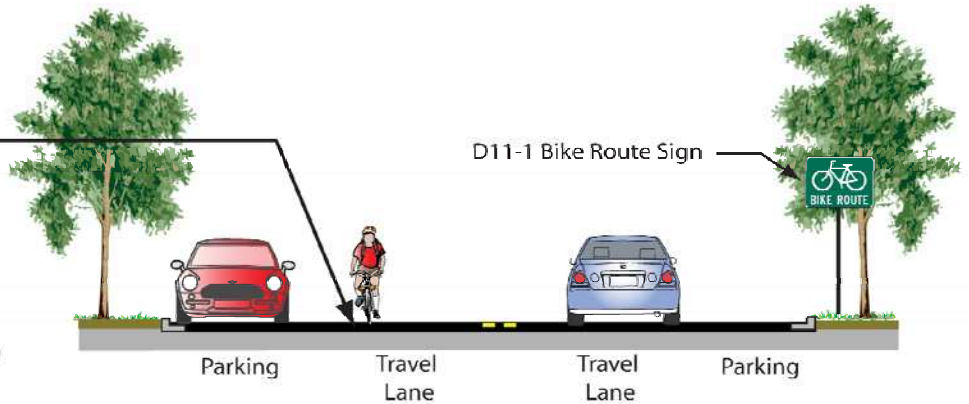 D11-1 Bike Route Sign
BIKE ROUTE
Parking
Travel
Lane
Travel
Lane
Parking